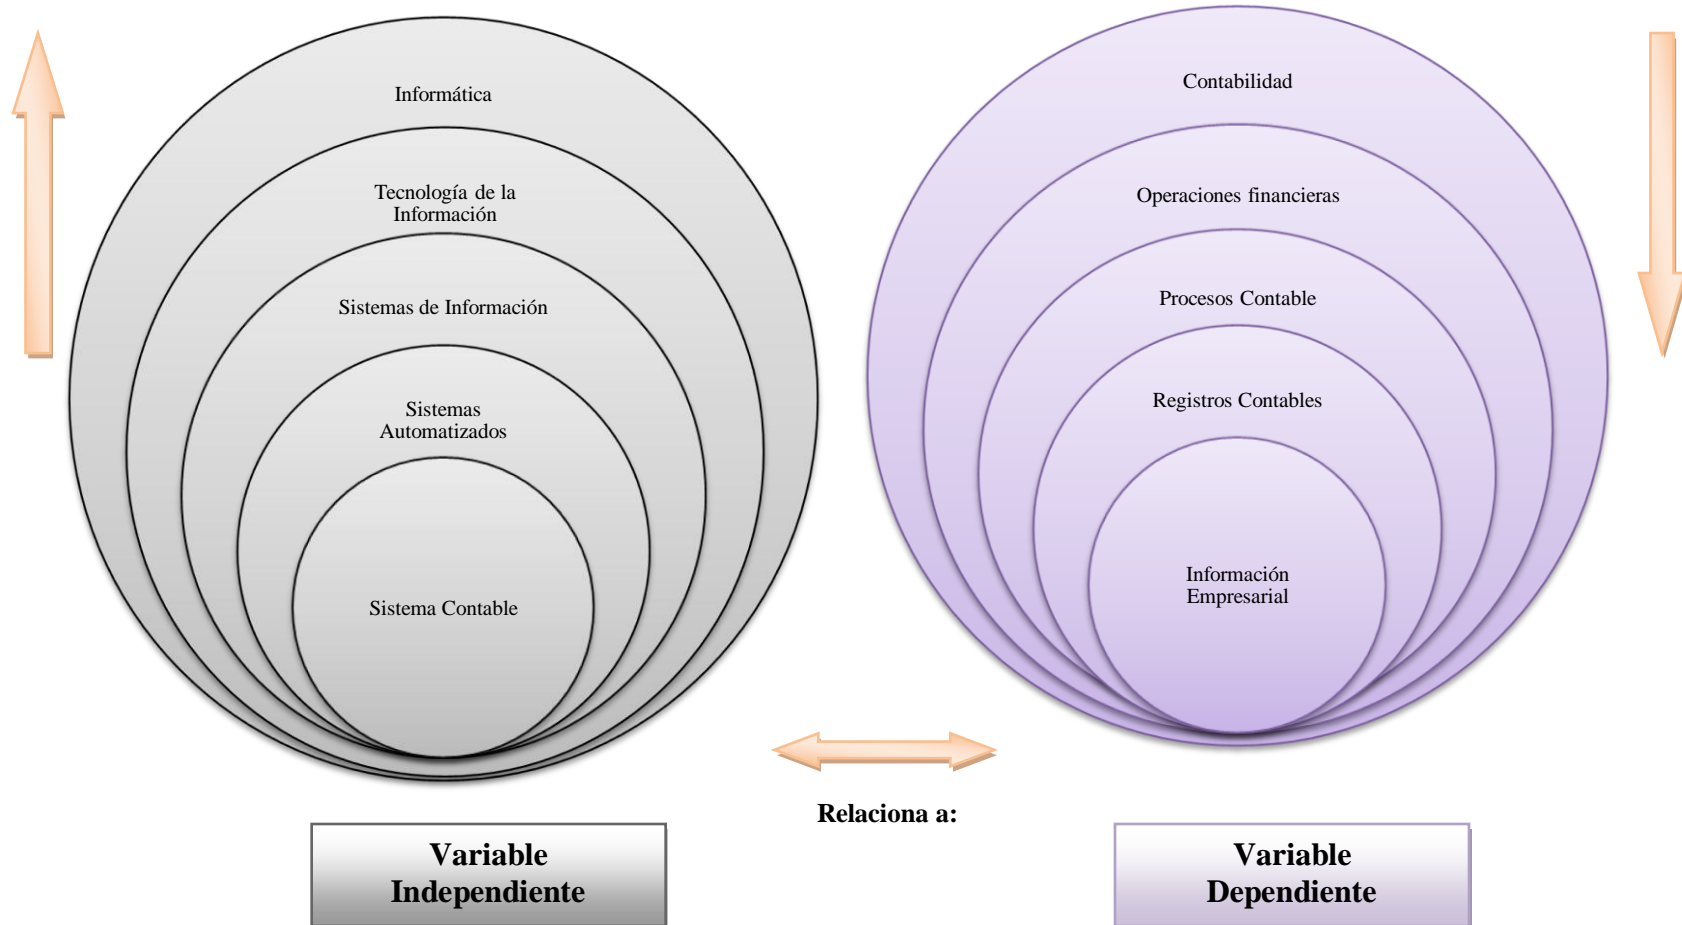 Informática
Tecnología de la
Información
Sistemas de Información
Sistemas
Automatizados
Sistema Contable
Contabilidad
Operaciones financieras
Procesos Contable
Registros Contables
Información
Empresarial
Relaciona a:
Variable
Independiente
Variable
Dependiente